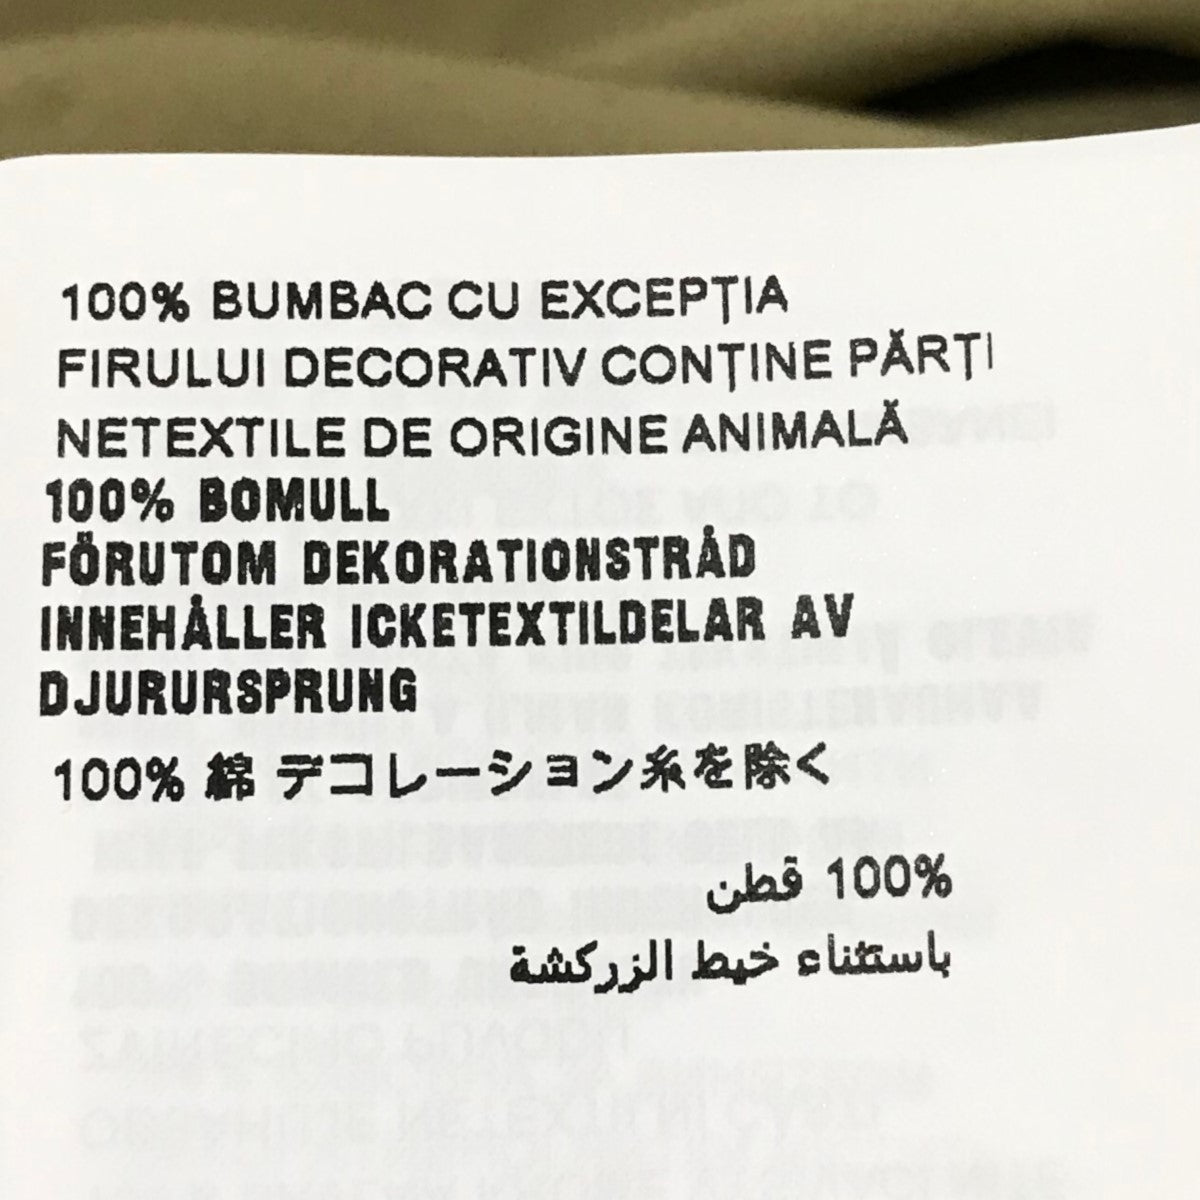 100% BUMBAC CU EXCEPȚIA
FIRULUI DECORATIV CONȚINE PĂRȚI
NETEXTILE DE ORIGINE ANIMALĂ
100% BOMULL
FÖRUTOM DEKORATIONSTRÅD
INNEHÅLLER ICKETEXTILDELAR AV
DJURURSPRUNG
100% 綿 デコレーション糸を除く
100% قطن
باستثناء خيط الزركشة